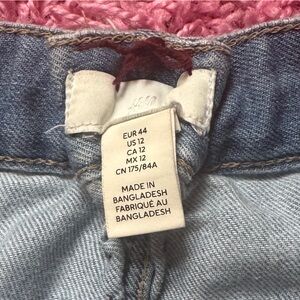 EUR 44
US 12
CA 12
MX 12
CN 175/84A
MADE IN
BANGLADESH
FABRIQUÉ AU
BANGLADESH